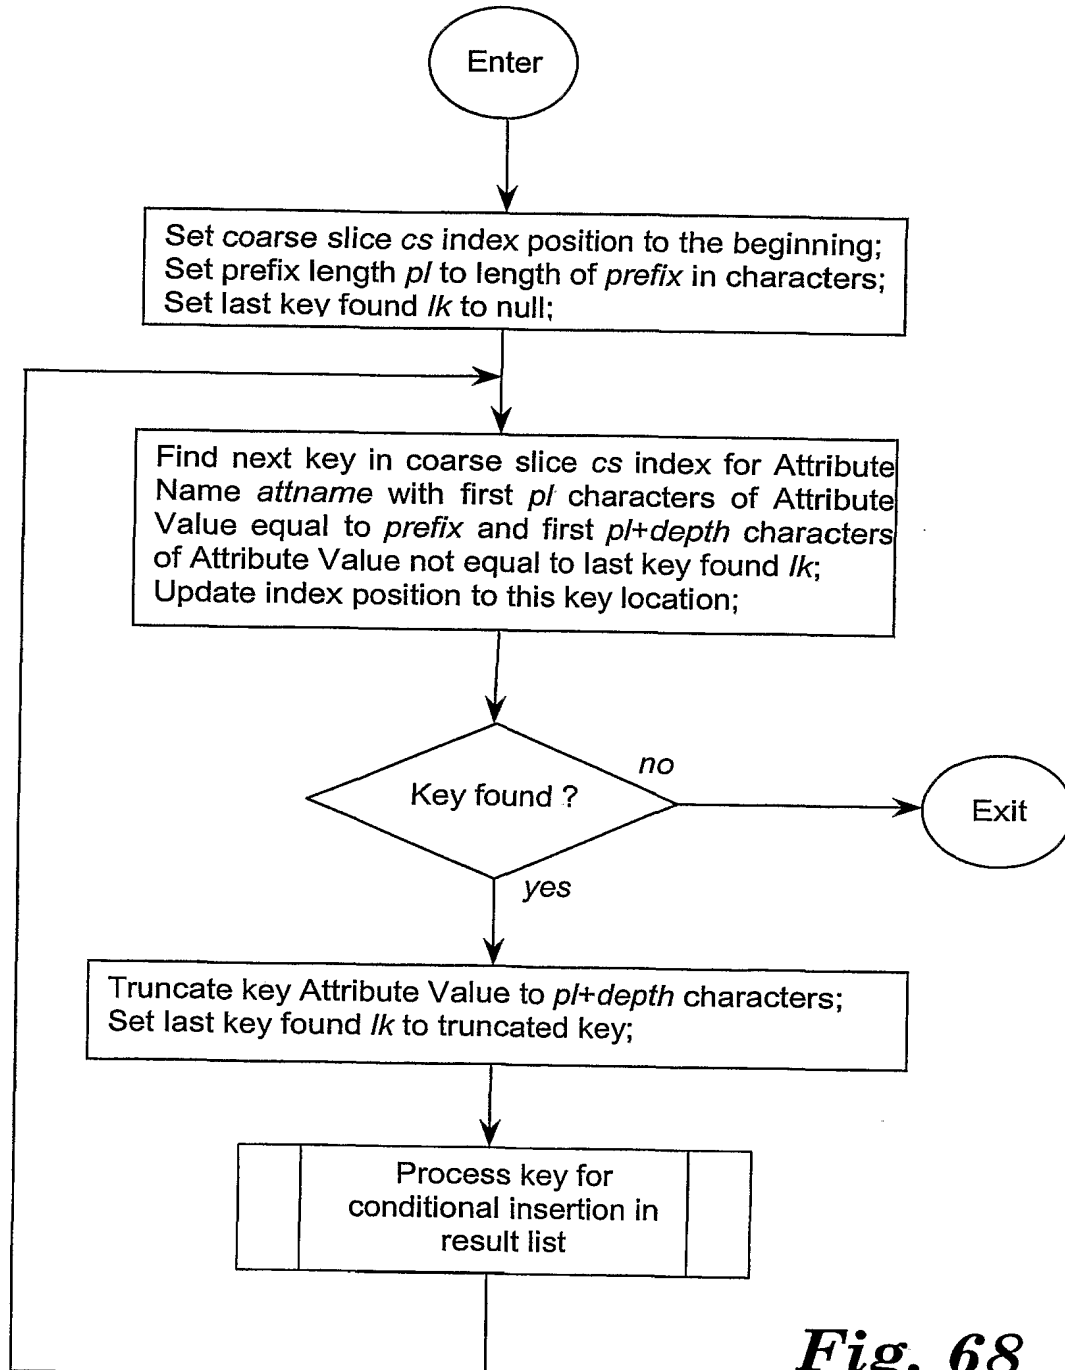 Enter
Set coarse slice cs index position to the beginning;
Set prefix length pl to length of prefix in characters;
Set last key found lk to null;
Find next key in coarse slice cs index for Attribute
Name attname with first pl characters of Attribute
Value equal to prefix and first pl+depth characters
of Attribute Value not equal to last key found lk;
Update index position to this key location;
no
Key found ?
Exit
yes
Truncate key Attribute Value to pl+depth characters;
Set last key found lk to truncated key;
Process key for
conditional insertion in
result list
Fig. 68